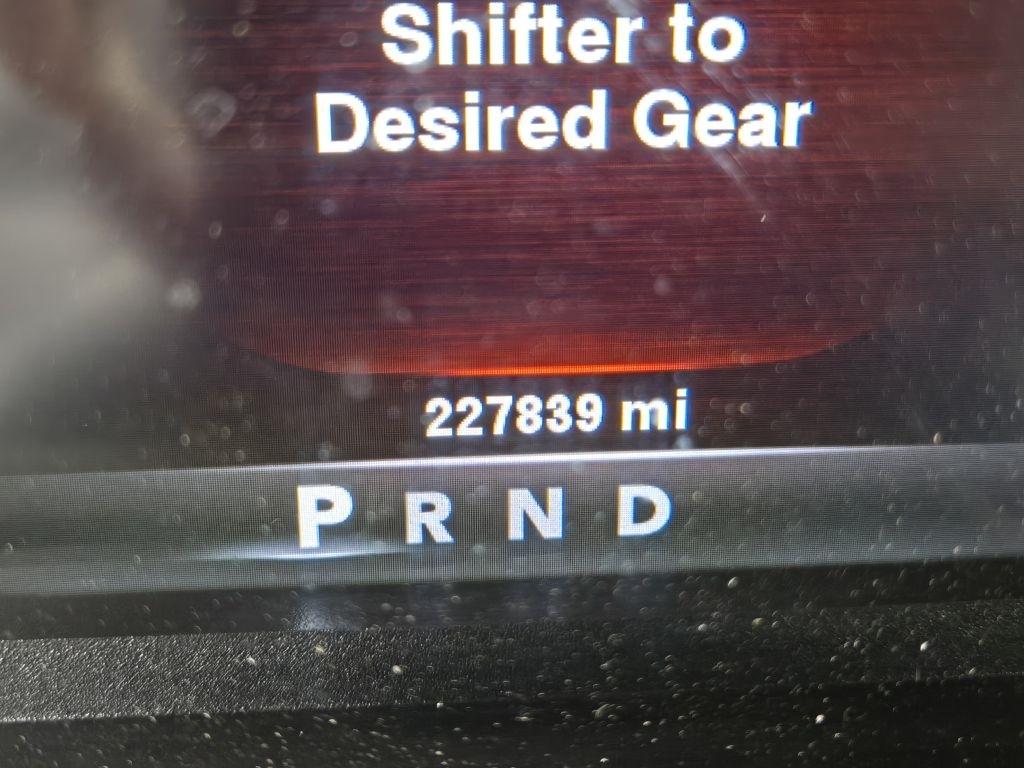 Shifter to
Desired Gear
227839 mi
P R N D